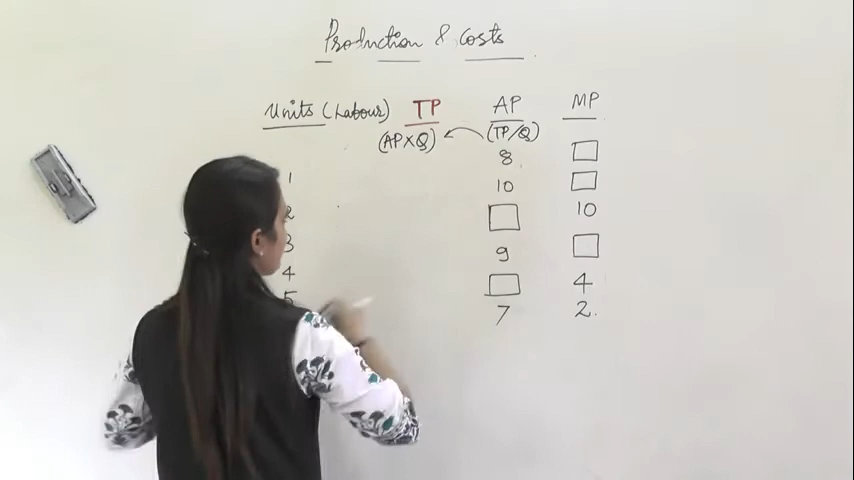 Production & Costs
Units (Labour) TP AP MP
(AP×Q) (TP/Q)
8
1 10
2 10
3 9
4 4
5 7 2.